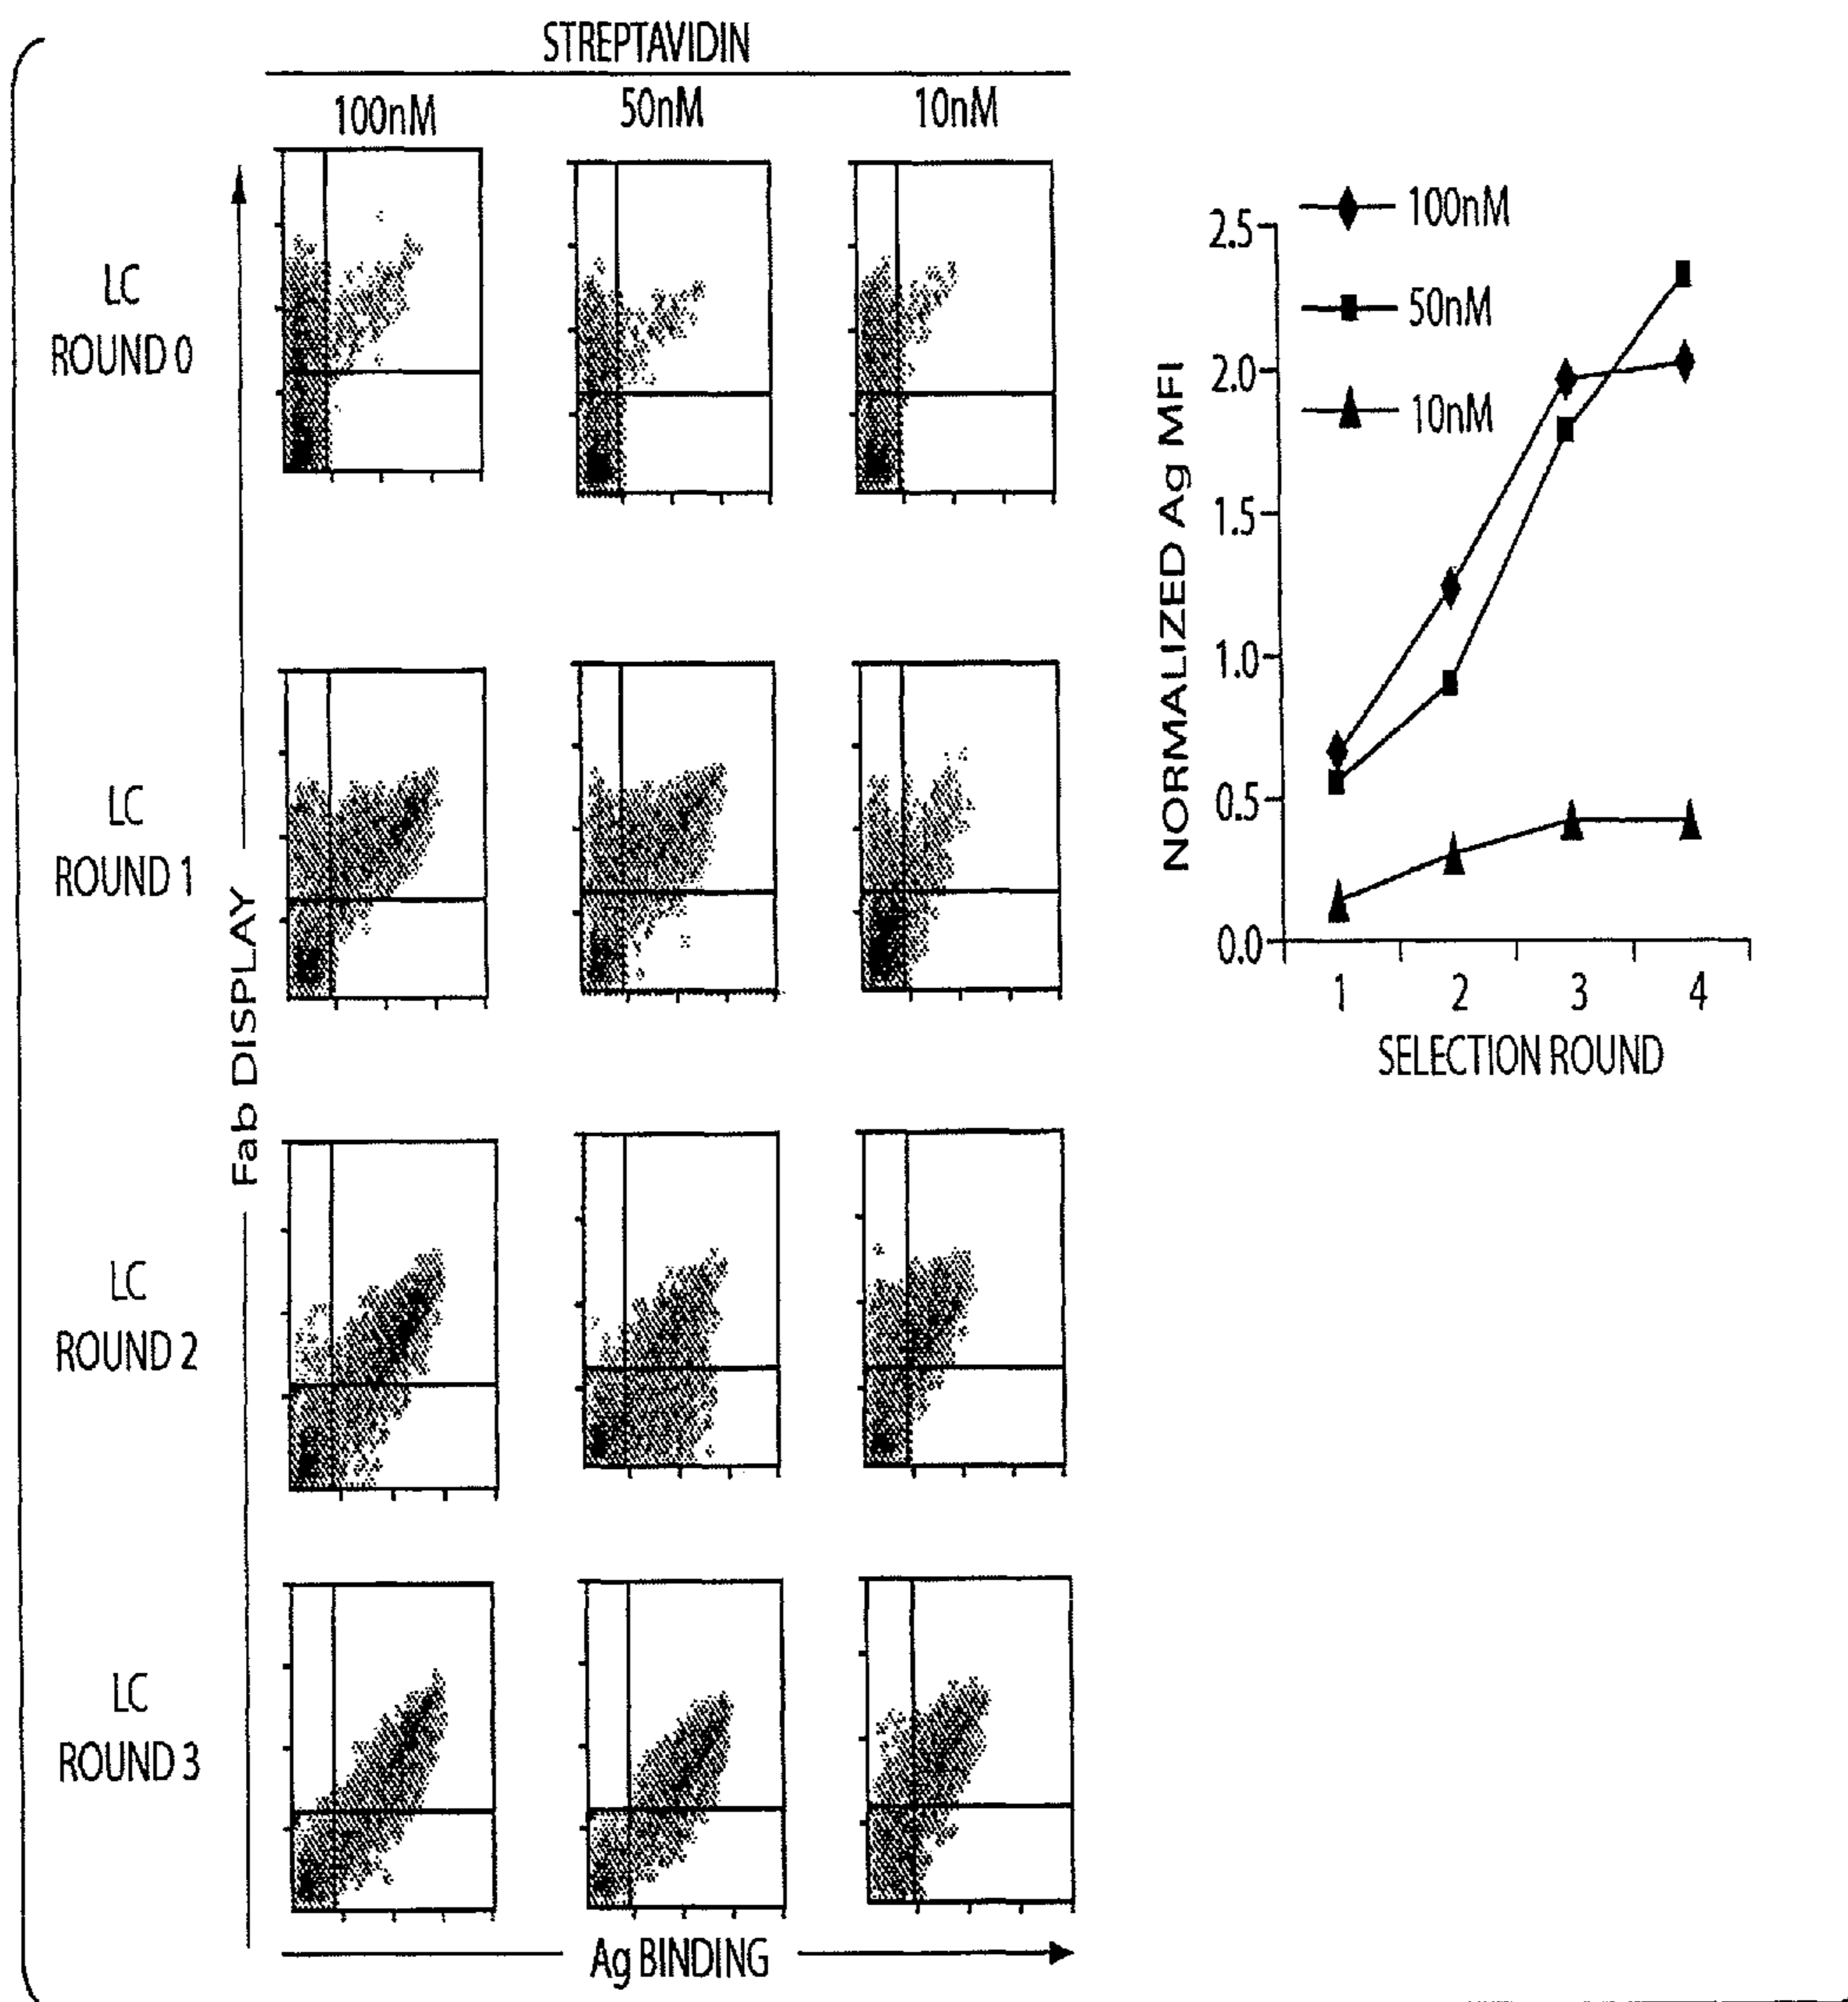 STREPTAVIDIN
100nM
50nM
10nM
LC
ROUND 0
LC
ROUND 1
LC
ROUND 2
LC
ROUND 3
Fab DISPLAY
Ag BINDING
100nM
50nM
10nM
NORMALIZED Ag MFI
2.5
2.0
1.5
1.0
0.5
0.0
1 2 3 4
SELECTION ROUND